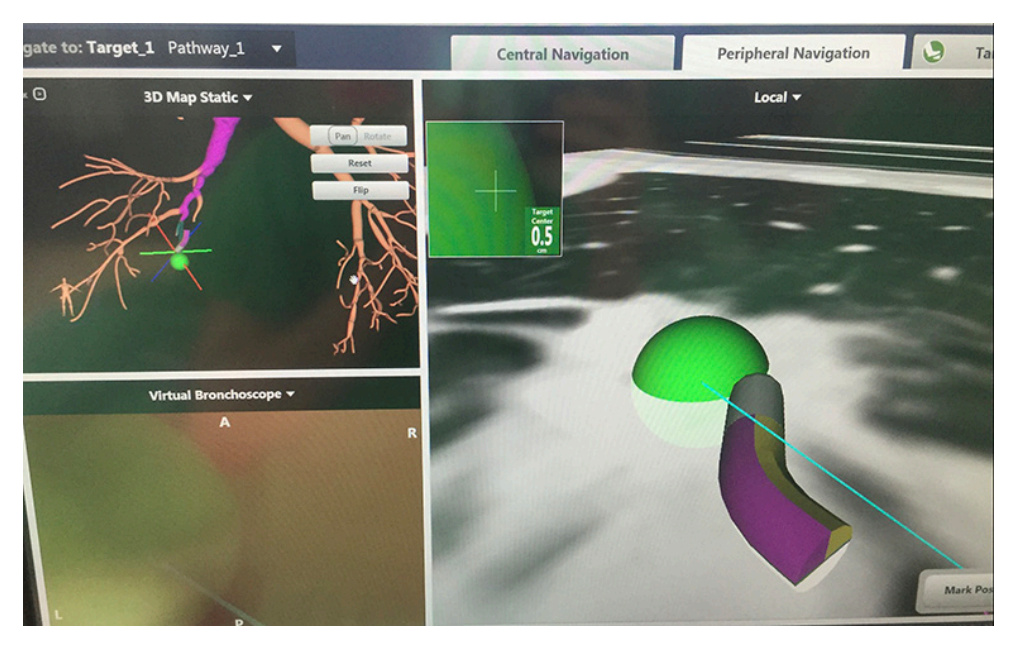 gate to: Target_1 Pathway_1
Central Navigation
Peripheral Navigation
3D Map Static
Pan Rotate
Reset
Flip
Local
Target
Center
0.5
cm
Virtual Bronchoscope
A
R
L
P
Mark Pos